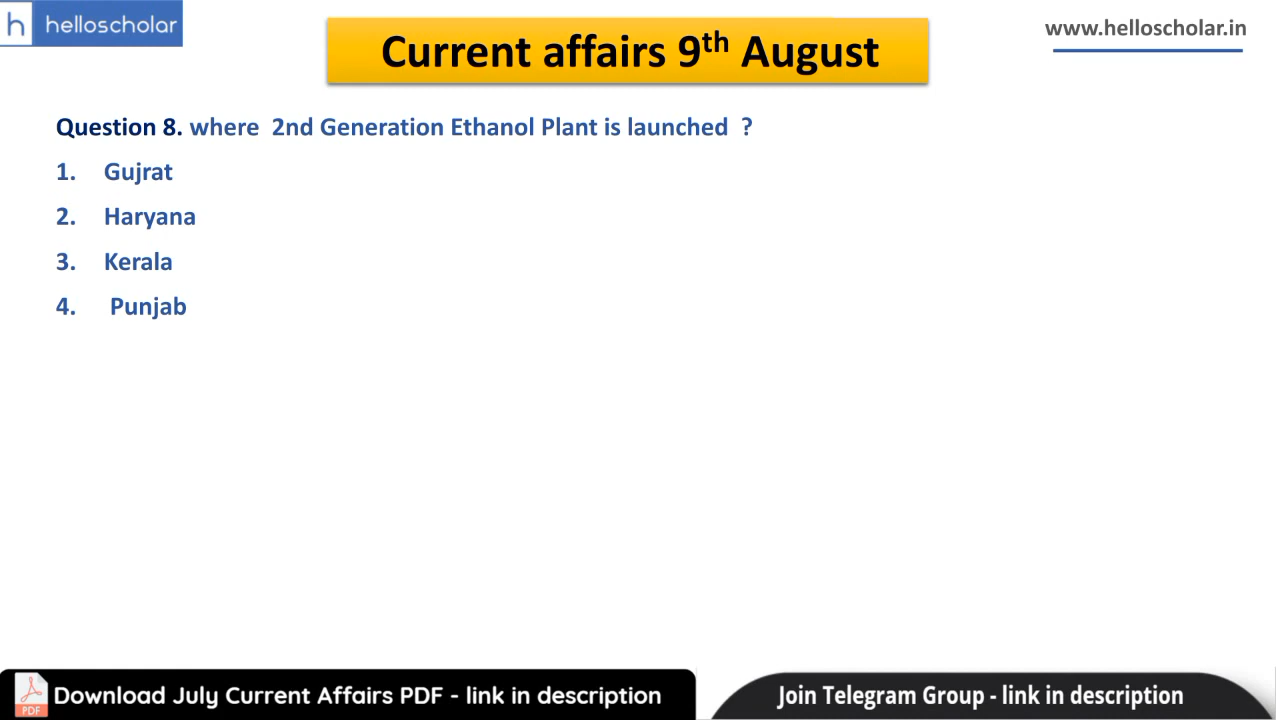 h helloscholar
Current affairs 9th August
www.helloscholar.in
Question 8. where 2nd Generation Ethanol Plant is launched ?
1. Gujrat
2. Haryana
3. Kerala
4. Punjab
PDF
Download July Current Affairs PDF - link in description
Join Telegram Group - link in description